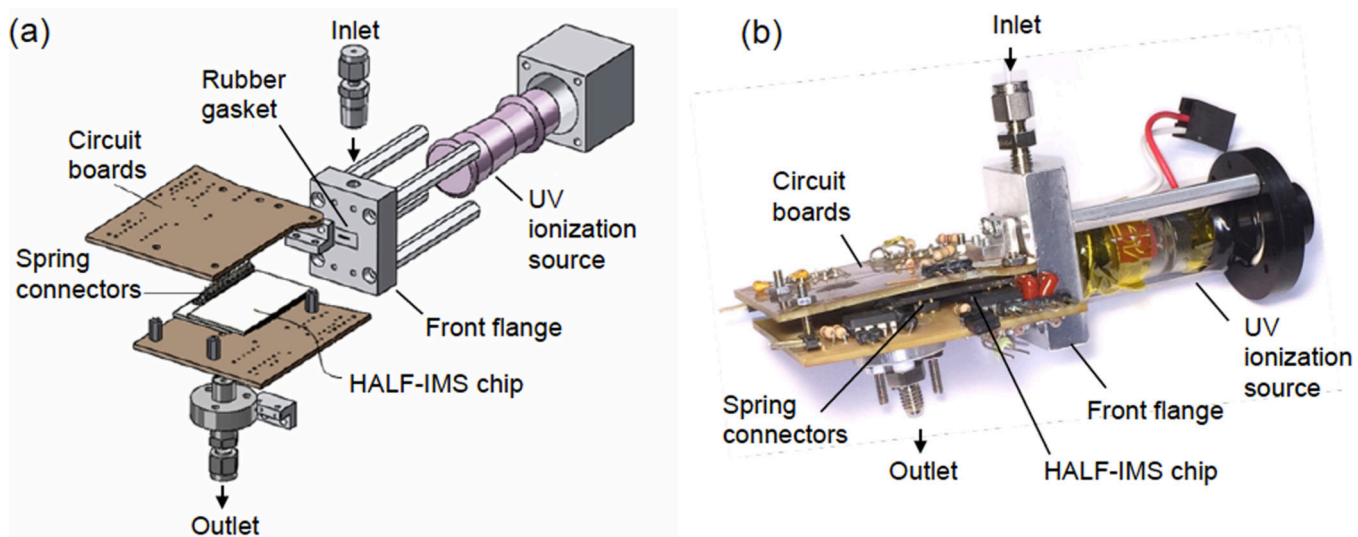 (a)
Inlet
Rubber
gasket
Circuit
boards
UV
ionization
source
Spring
connectors
Front flange
HALF-IMS chip
Outlet
(b)
Inlet
Circuit
boards
UV
ionization
source
Spring
connectors
Front flange
Outlet
HALF-IMS chip